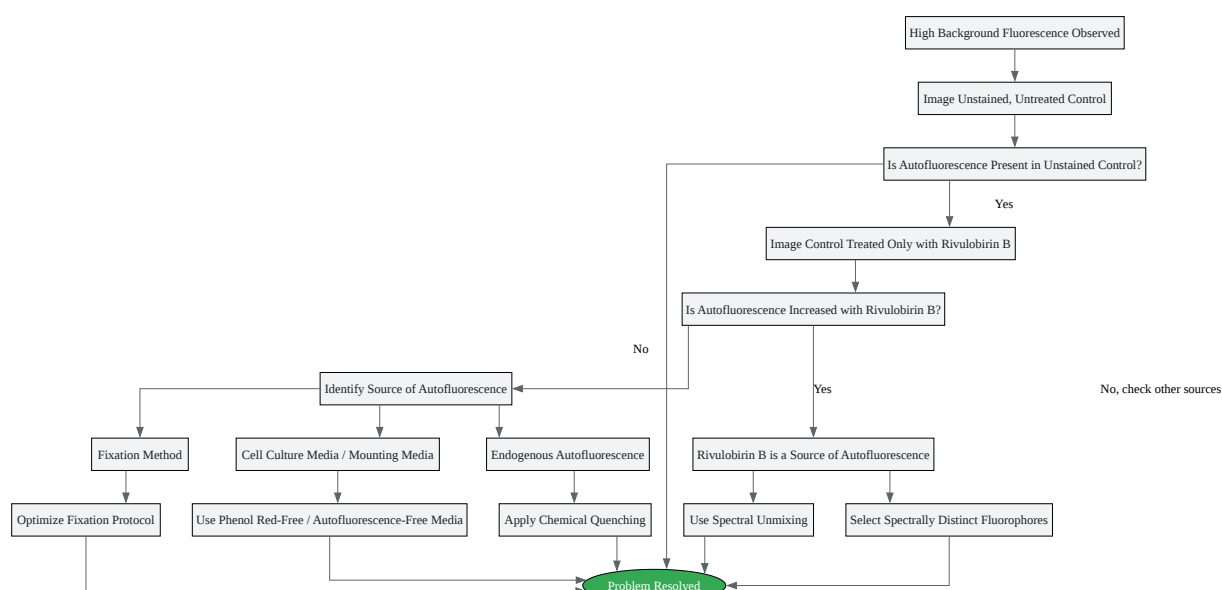 High Background Fluorescence Observed
Image Unstained, Untreated Control
Is Autofluorescence Present in Unstained Control?
Yes
Image Control Treated Only with Rivulobirin B
Is Autofluorescence Increased with Rivulobirin B?
No
Identify Source of Autofluorescence
Yes
No, check other sources
Fixation Method
Cell Culture Media / Mounting Media
Endogenous Autofluorescence
Rivulobirin B is a Source of Autofluorescence
Optimize Fixation Protocol
Use Phenol Red-Free / Autofluorescence-Free Media
Apply Chemical Quenching
Use Spectral Unmixing
Select Spectrally Distinct Fluorophores
Problem Resolved